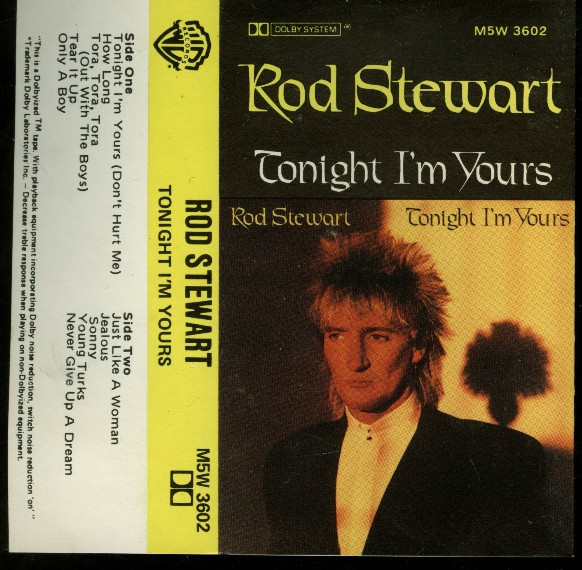 DOLBY SYSTEM ®
M5W 3602
Rod Stewart
Tonight I'm Yours
Rod Stewart
Tonight I'm Yours
WB
RECORDS
ROD STEWART
TONIGHT I'M YOURS
M5W 3602
Side One
Tonight I'm Yours (Don't Hurt Me)
How Long
Tora, Tora, Tora
(Out With The Boys)
Tear It Up
Only A Boy
Side Two
Just Like A Woman
Jealous
Sonny
Young Turks
Never Give Up A Dream
"This is a Dolbyized TM tape. With playback equipment incorporating Dolby noise reduction, switch noise reduction 'on'"
"Trademark Dolby Laboratories Inc. – Decrease treble response when playing on non-Dolbyized equipment.